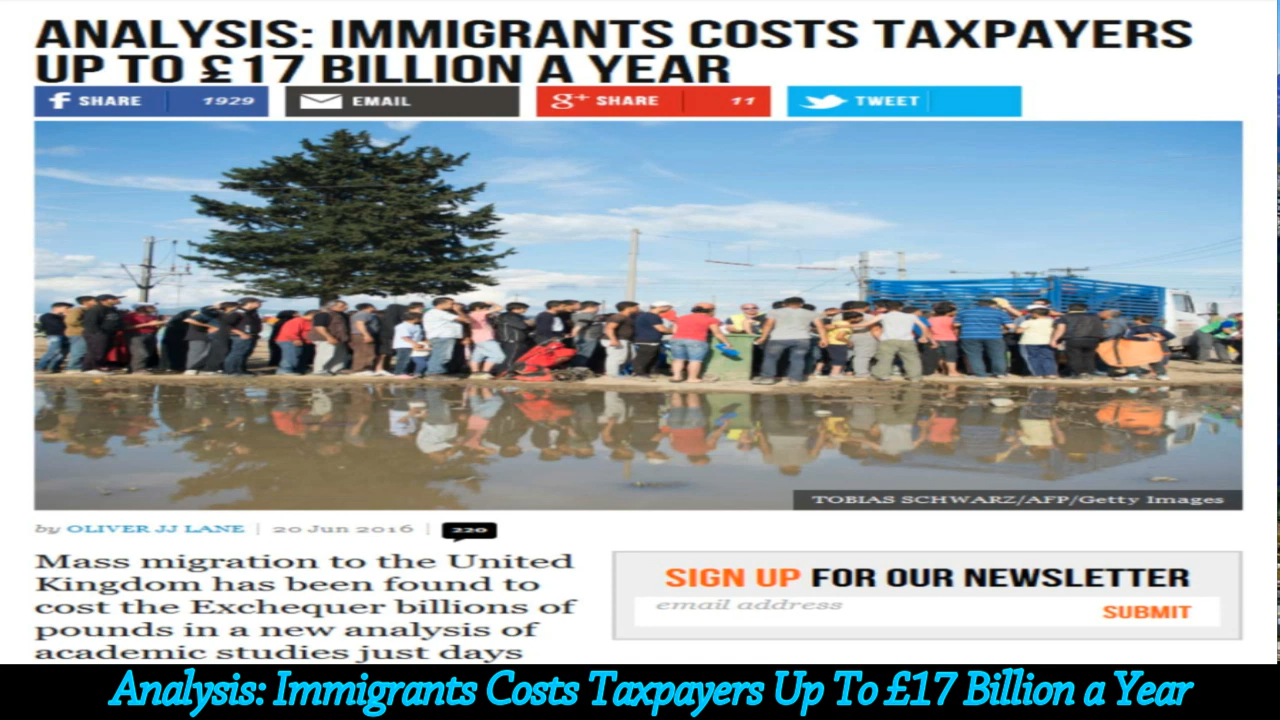 ANALYSIS: IMMIGRANTS COSTS TAXPAYERS
UP TO £17 BILLION A YEAR
f SHARE 1929 EMAIL g+ SHARE 11 TWEET
TOBIAS SCHWARZ/AFP/Getty Images
by OLIVER JJ LANE | 20 Jun 2016 | 220
Mass migration to the United
Kingdom has been found to
cost the Exchequer billions of
pounds in a new analysis of
academic studies just days
SIGN UP FOR OUR NEWSLETTER
email address
SUBMIT
Analysis: Immigrants Costs Taxpayers Up To £17 Billion a Year